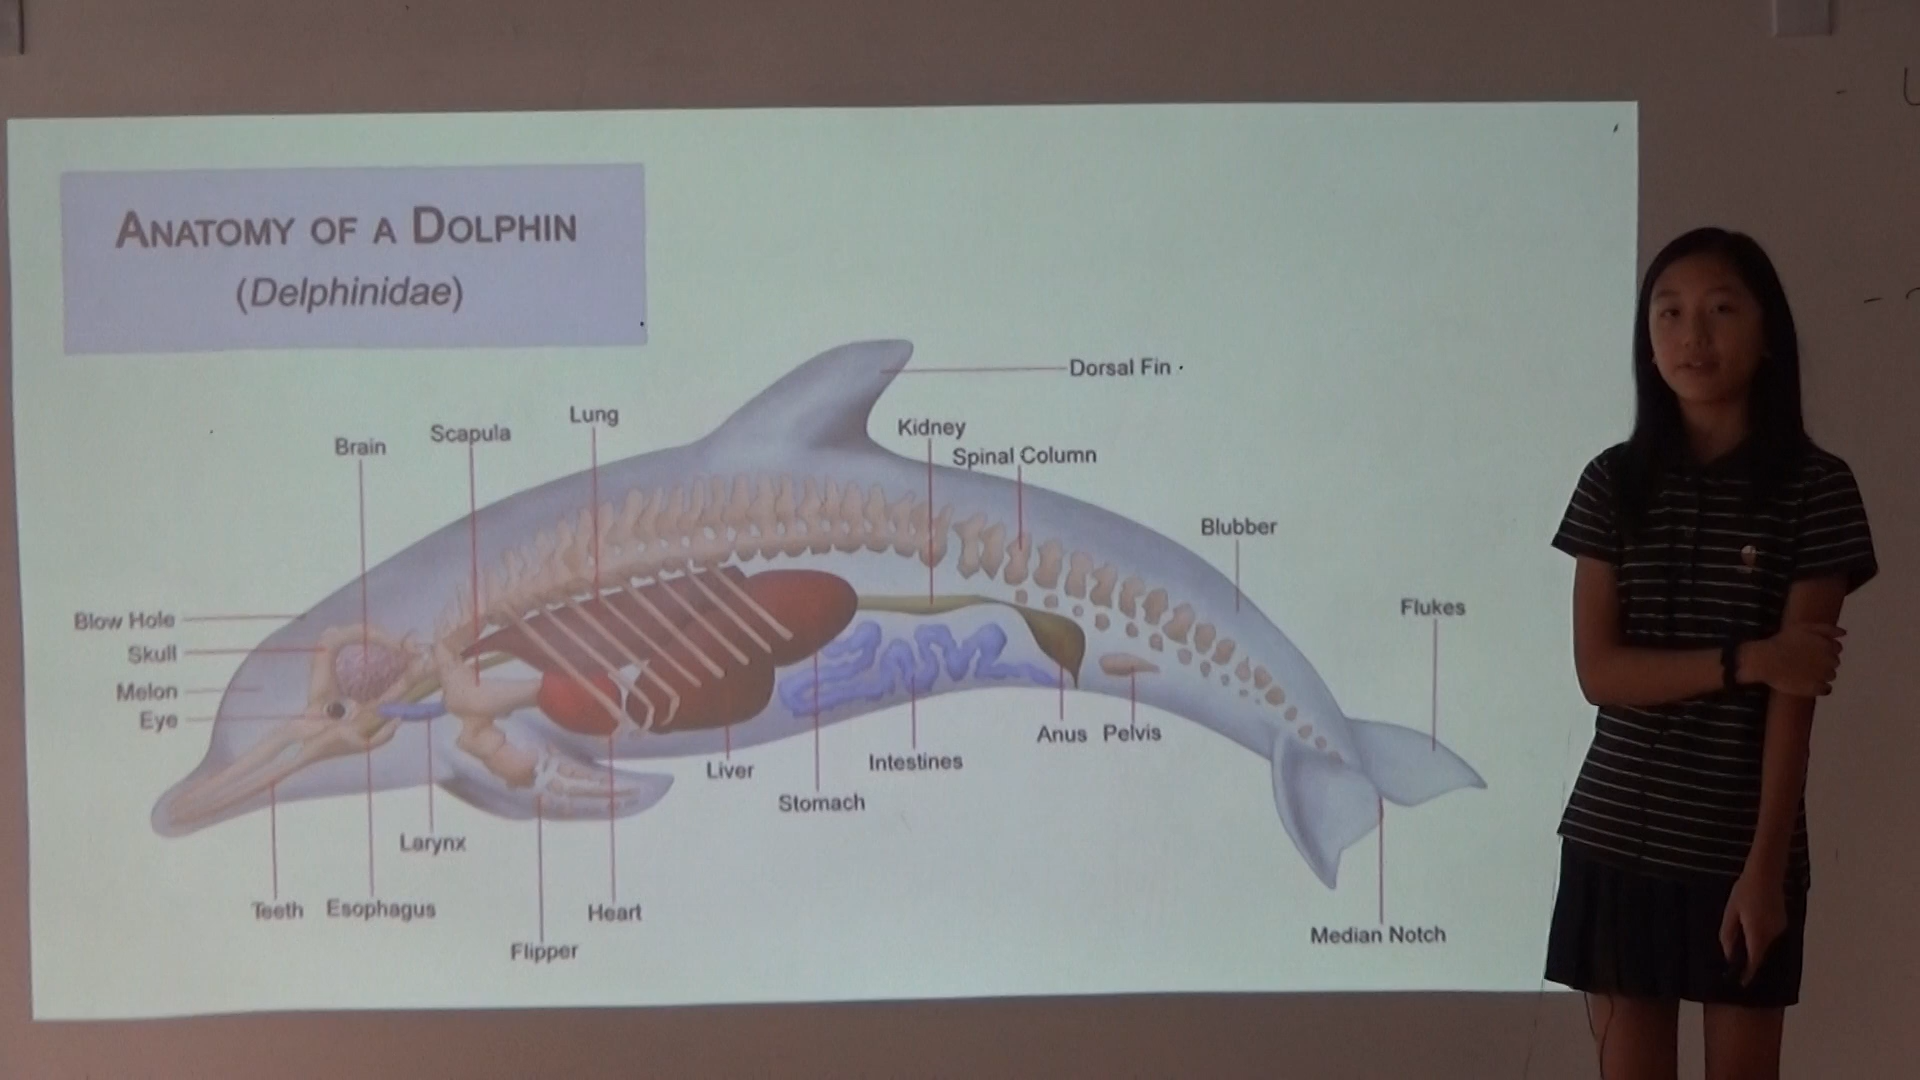 ANATOMY OF A DOLPHIN
(Delphinidae)
Dorsal Fin
Lung
Kidney
Scapula
Brain
Spinal Column
Blubber
Flukes
Blow Hole
Skull
Melon
Eye
Anus
Pelvis
Intestines
Liver
Stomach
Larynx
Teeth
Esophagus
Heart
Flipper
Median Notch